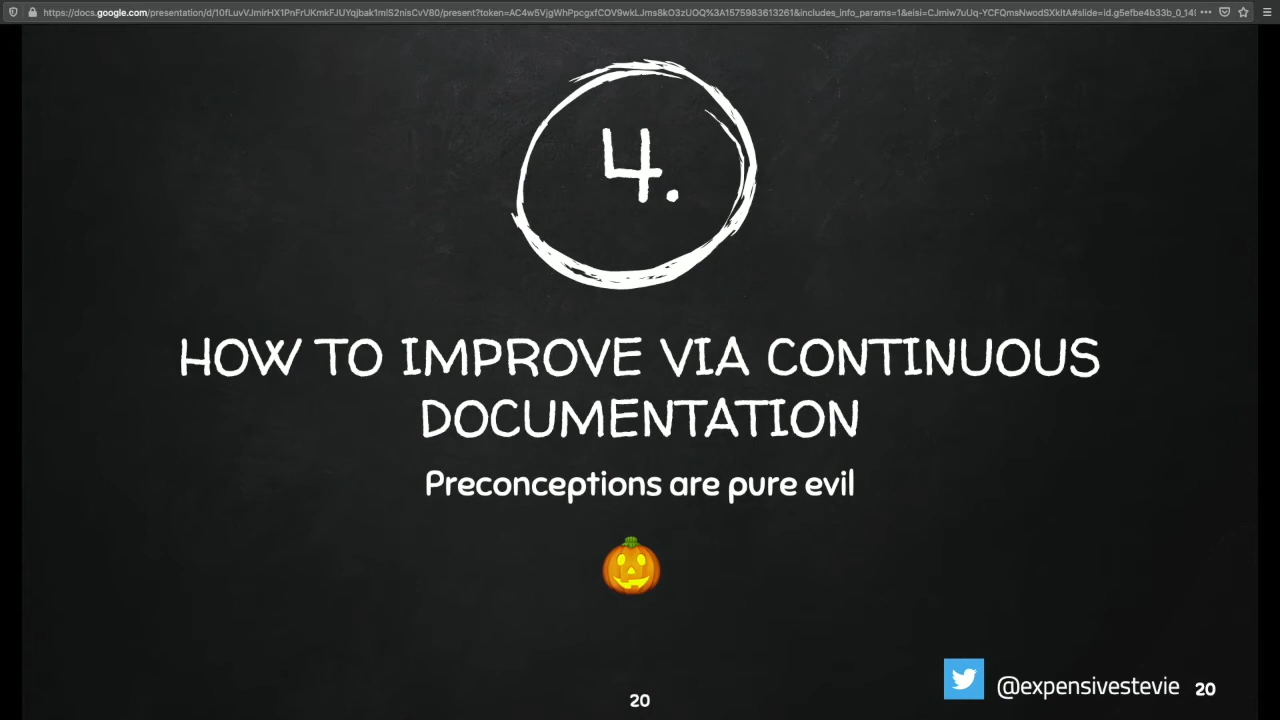 4.
HOW TO IMPROVE VIA CONTINUOUS
DOCUMENTATION
Preconceptions are pure evil
@expensivestevie
20
20